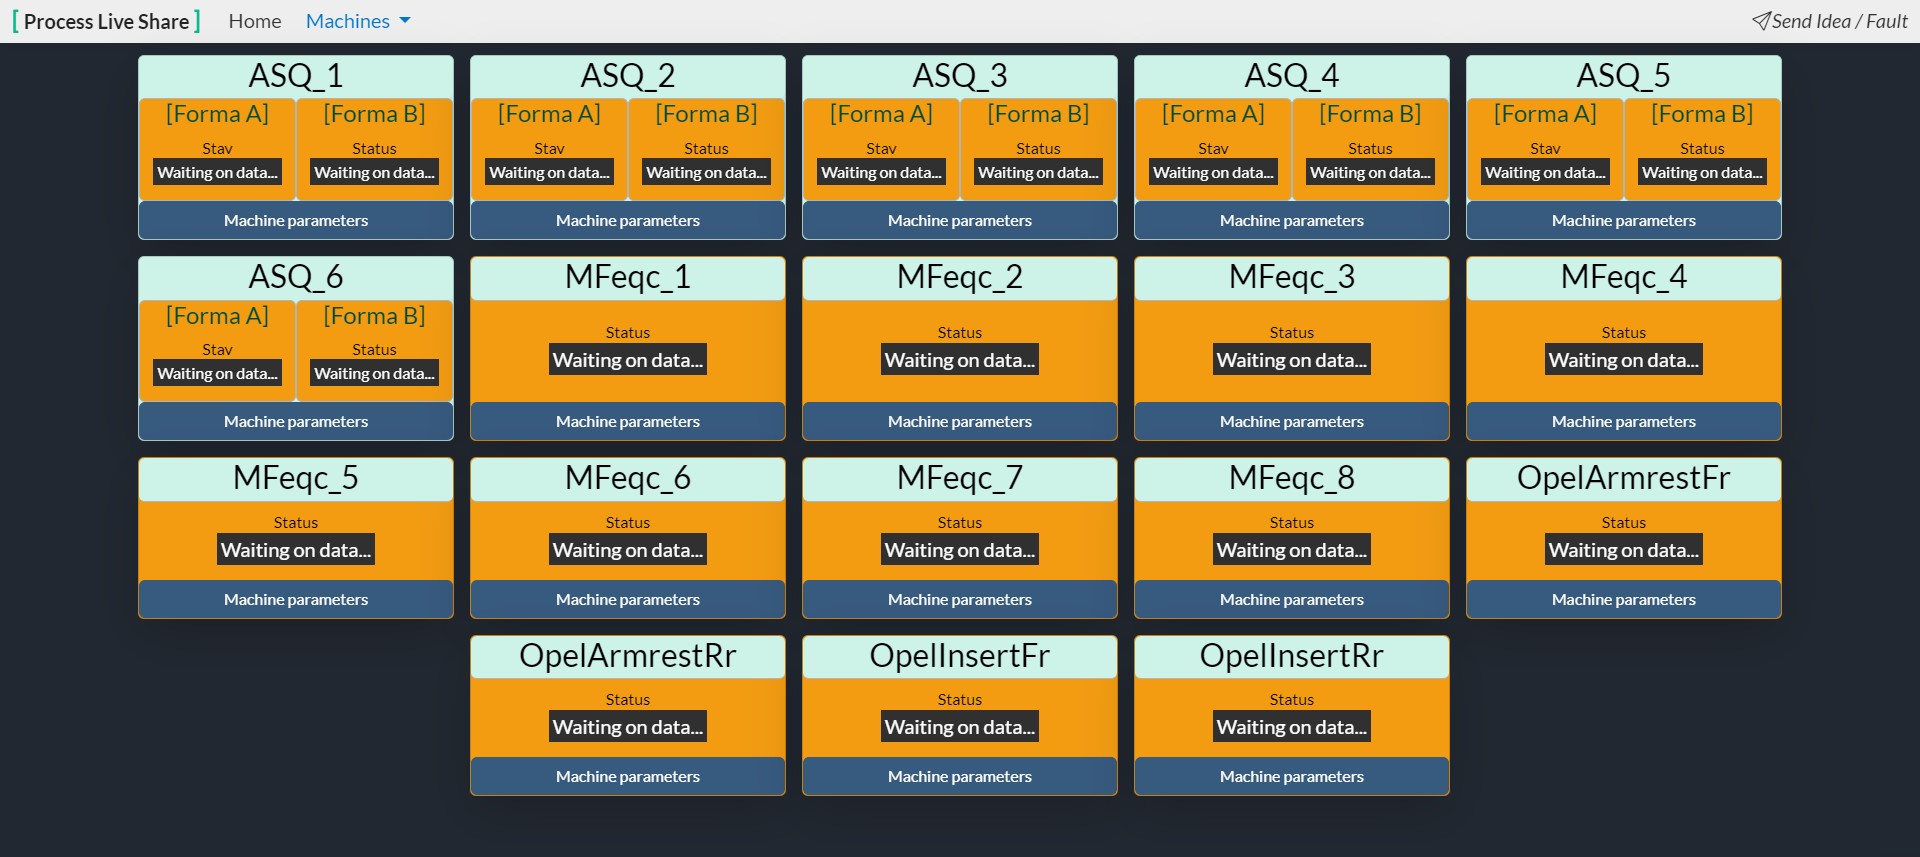 [ Process Live Share ] Home Machines Send Idea / Fault
ASQ_1 ASQ_2 ASQ_3 ASQ_4 ASQ_5
[Forma A] [Forma B] [Forma A] [Forma B] [Forma A] [Forma B] [Forma A] [Forma B] [Forma A] [Forma B]
Stav Status Stav Status Stav Status Stav Status Stav Status
Waiting on data... Waiting on data... Waiting on data... Waiting on data... Waiting on data... Waiting on data... Waiting on data... Waiting on data... Waiting on data... Waiting on data...
Machine parameters Machine parameters Machine parameters Machine parameters Machine parameters
ASQ_6 MFeqc_1 MFeqc_2 MFeqc_3 MFeqc_4
[Forma A] [Forma B]
Status Status Status Status
Stav Status
Waiting on data... Waiting on data... Waiting on data... Waiting on data...
Waiting on data... Waiting on data...
Machine parameters Machine parameters Machine parameters Machine parameters Machine parameters
MFeqc_5 MFeqc_6 MFeqc_7 MFeqc_8 OpelArmrestFr
Status Status Status Status Status
Waiting on data... Waiting on data... Waiting on data... Waiting on data... Waiting on data...
Machine parameters Machine parameters Machine parameters Machine parameters Machine parameters
OpelArmrestRr OpelInsertFr OpelInsertRr
Status Status Status
Waiting on data... Waiting on data... Waiting on data...
Machine parameters Machine parameters Machine parameters